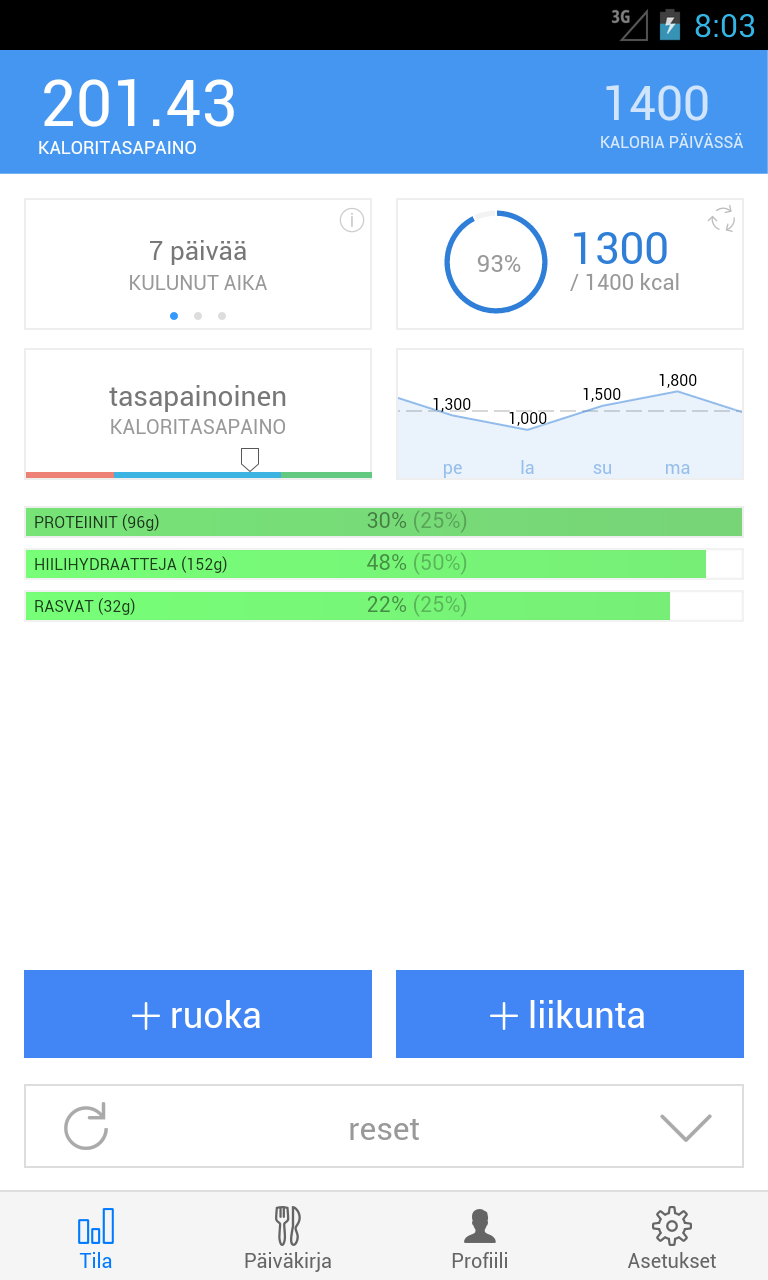 3G 8:03
201.43
KALORITASAPAINO
1400
KALORIA PÄIVÄSSÄ
7 päivää
KULUNUT AIKA
93%
1300
/ 1400 kcal
tasapainoinen
KALORITASAPAINO
1,300
1,000
1,500
1,800
pe la su ma
PROTEIINIT (96g) 30% (25%)
HIILIHYDRAATTEJA (152g) 48% (50%)
RASVAT (32g) 22% (25%)
+ ruoka
+ liikunta
reset
Tila
Päiväkirja
Profiili
Asetukset